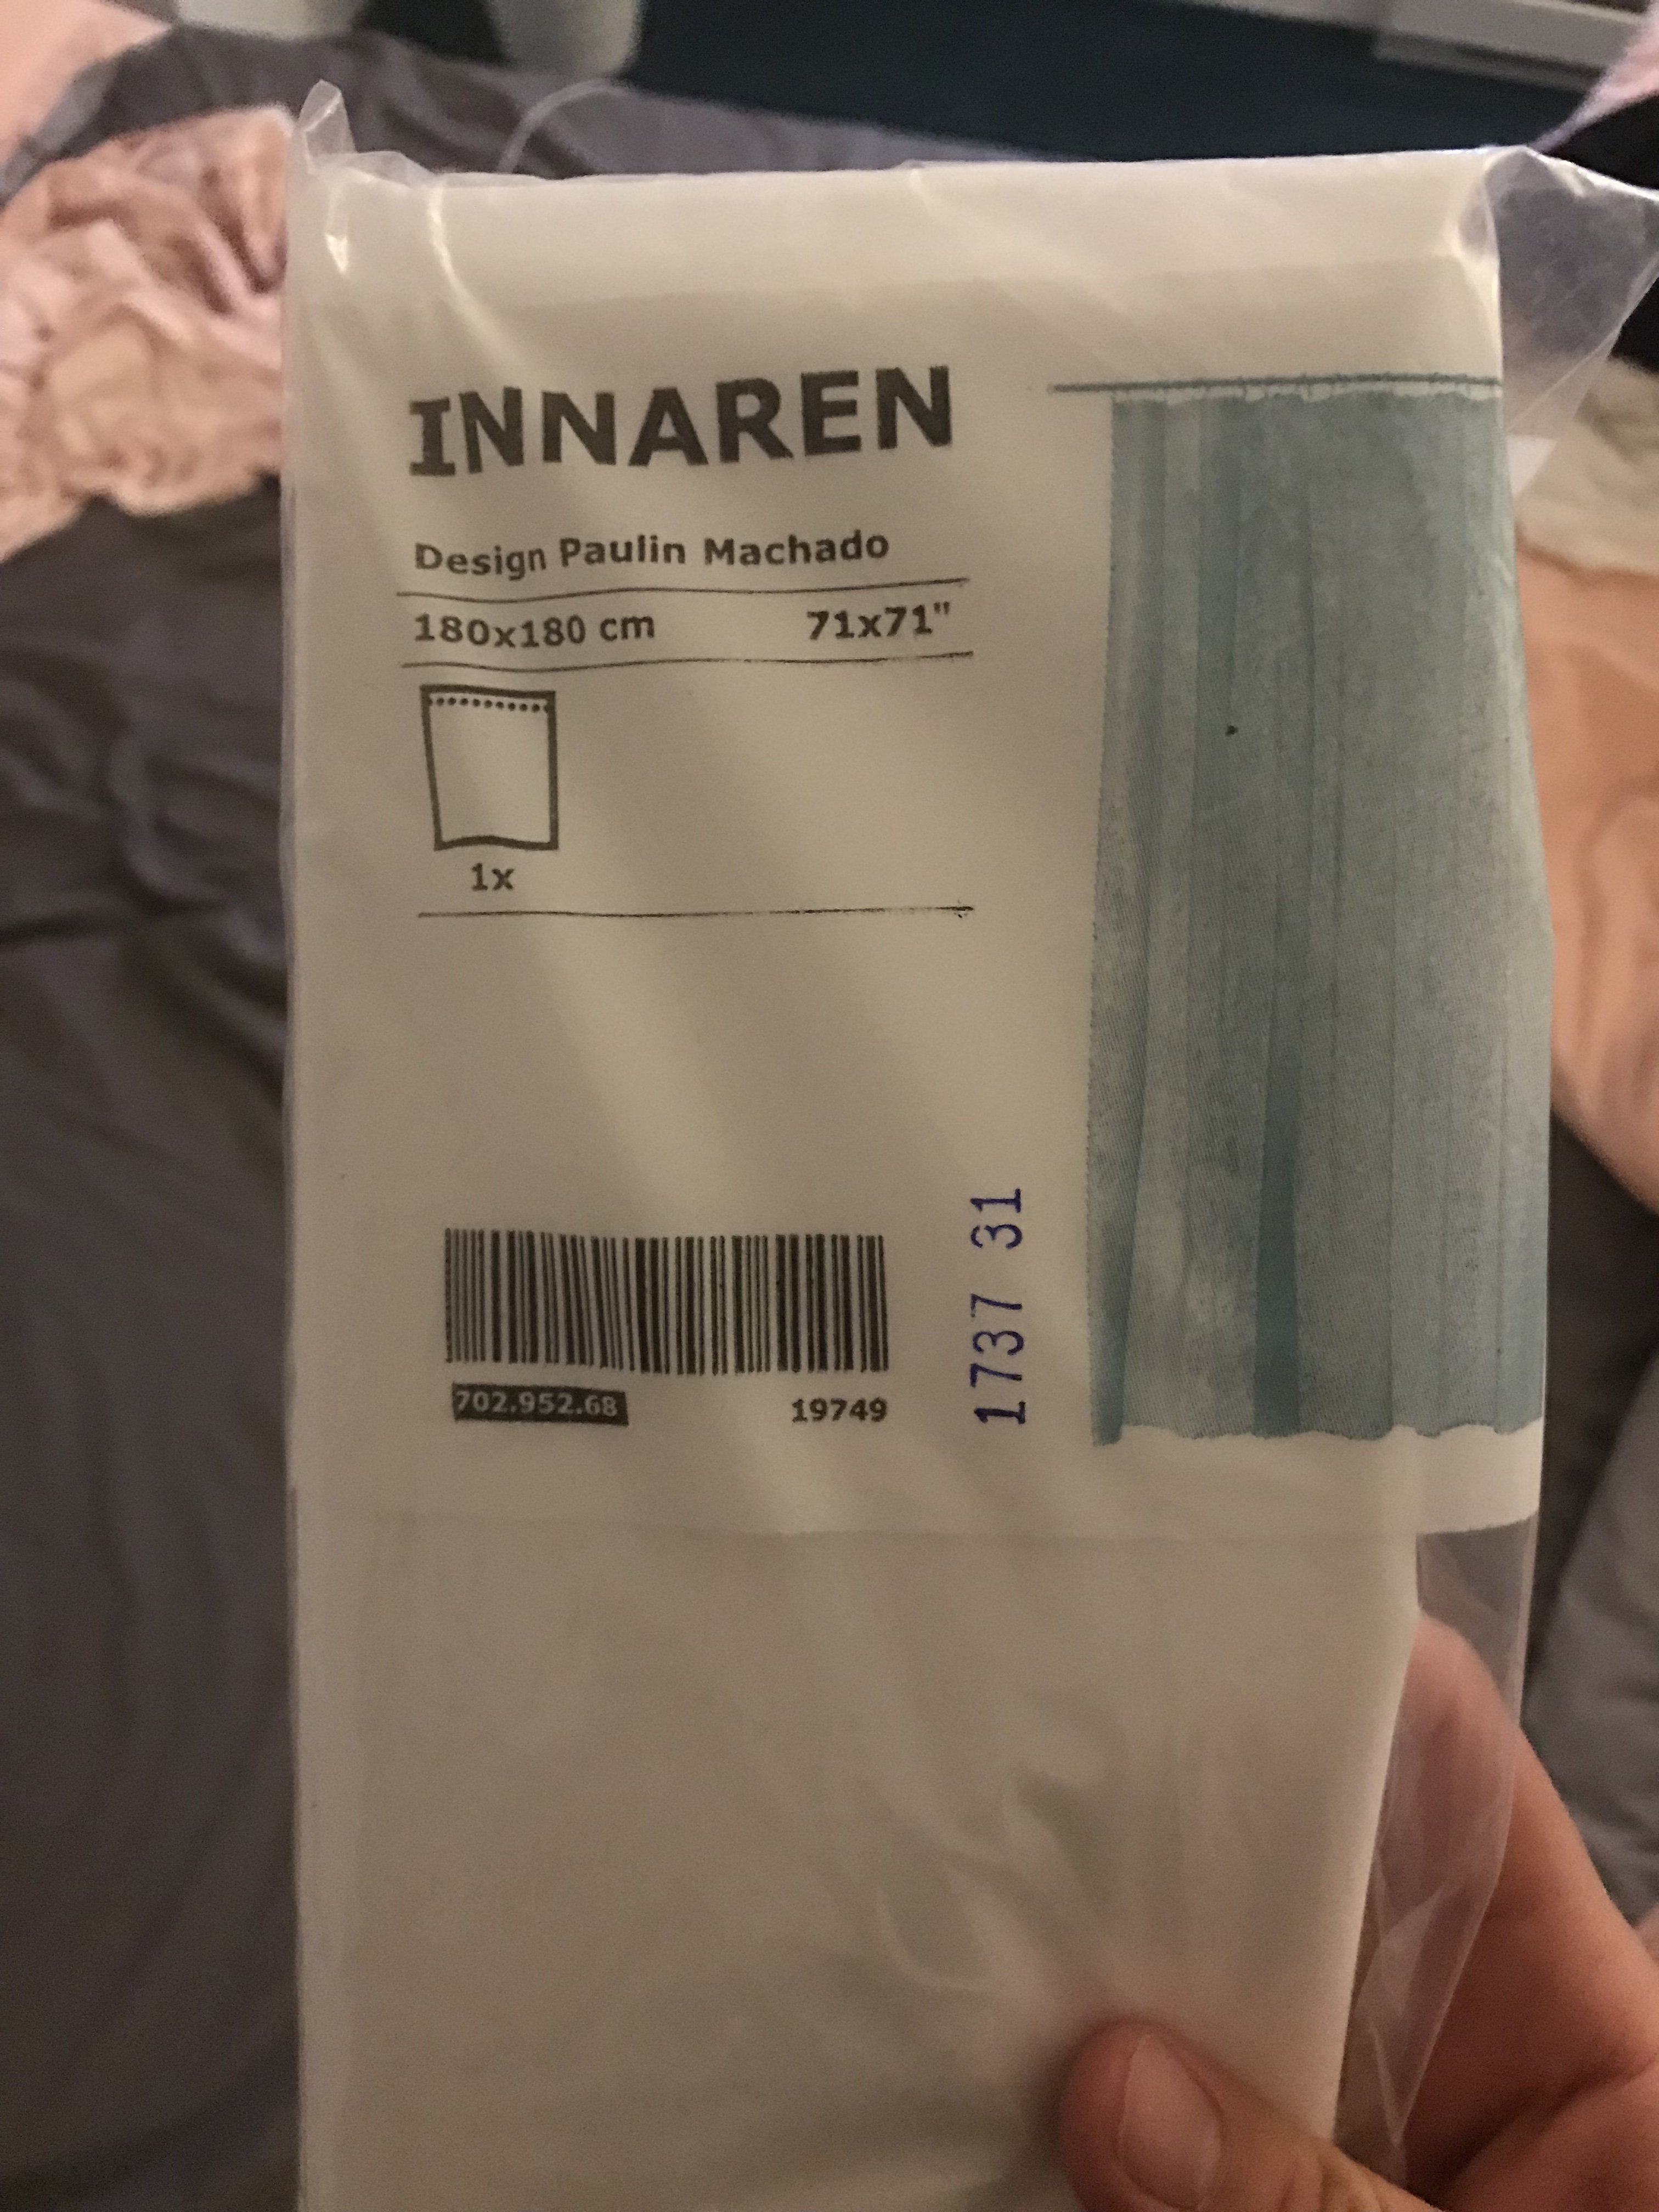 INNAREN
Design Paulin Machado
180x180 cm 71x71"
1x
702.952.68 19749
1737 31